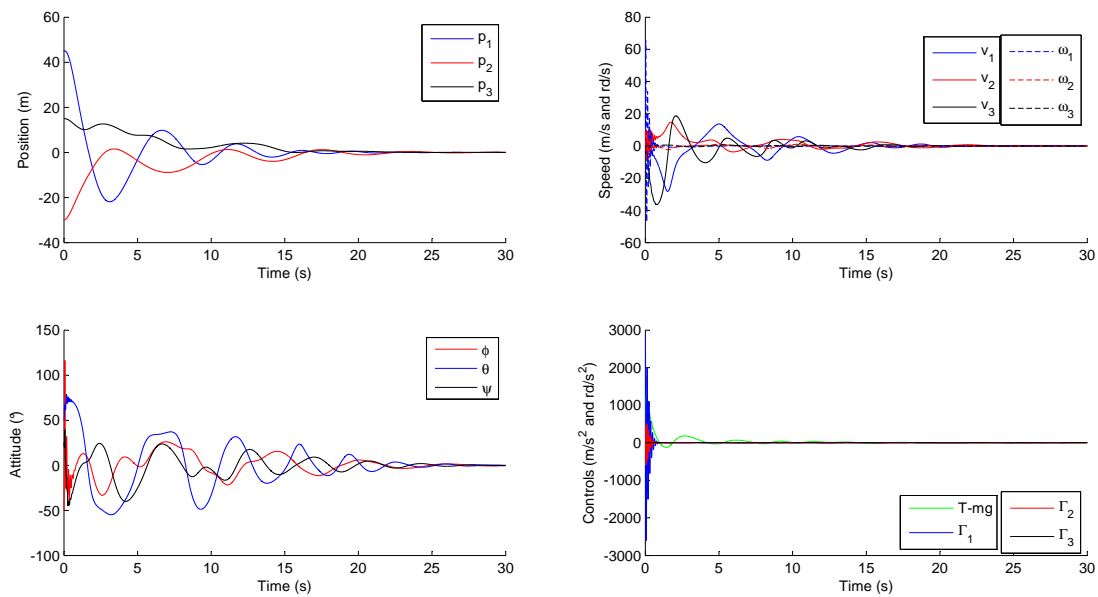 60
40
20
0
-20
-40
Position (m)
0 5 10 15 20 25 30
Time (s)
p1
p2
p3
80
60
40
20
0
-20
-40
-60
Speed (m/s and rd/s)
0 5 10 15 20 25 30
Time (s)
v1
v2
v3
ω1
ω2
ω3
150
100
50
0
-50
-100
Attitude (°)
0 5 10 15 20 25 30
Time (s)
ϕ
θ
ψ
3000
2000
1000
0
-1000
-2000
-3000
Controls (m/s² and rd/s²)
0 5 10 15 20 25 30
Time (s)
T-mg
Γ1
Γ2
Γ3